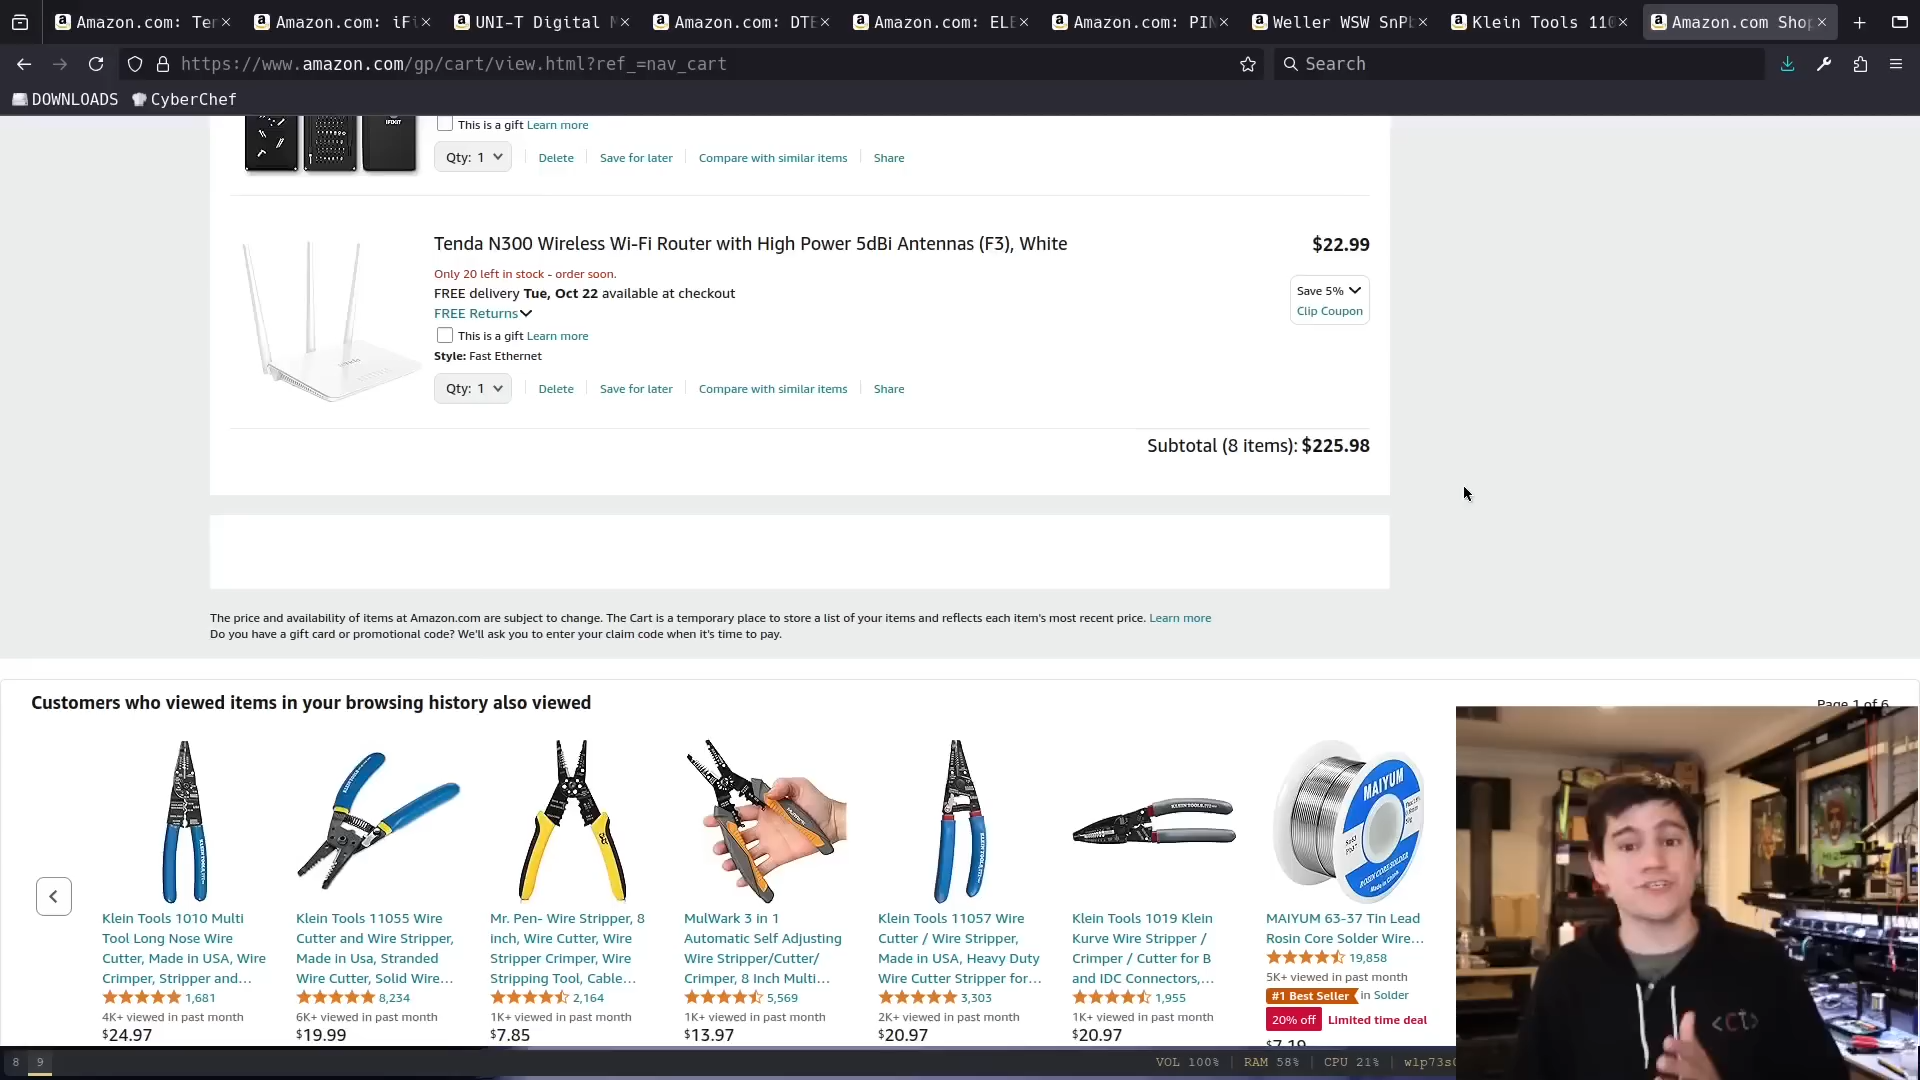 Amazon.com: Ten
Amazon.com: iFi
UNI-T Digital M
Amazon.com: DTE
Amazon.com: ELE
Amazon.com: PIN
Weller WSW SnPb
Klein Tools 110
Amazon.com Shop
https://www.amazon.com/gp/cart/view.html?ref_=nav_cart
Search
DOWNLOADS
CyberChef
This is a gift Learn more
Qty: 1
Delete
Save for later
Compare with similar items
Share
Tenda N300 Wireless Wi-Fi Router with High Power 5dBi Antennas (F3), White
$22.99
Only 20 left in stock - order soon.
FREE delivery Tue, Oct 22 available at checkout
Save 5%
Clip Coupon
FREE Returns
This is a gift Learn more
Style: Fast Ethernet
Qty: 1
Delete
Save for later
Compare with similar items
Share
Subtotal (8 items): $225.98
The price and availability of items at Amazon.com are subject to change. The Cart is a temporary place to store a list of your items and reflects each item's most recent price. Learn more
Do you have a gift card or promotional code? We'll ask you to enter your claim code when it's time to pay.
Customers who viewed items in your browsing history also viewed
Page 1 of 6
Klein Tools 1010 Multi
Tool Long Nose Wire
Cutter, Made in USA, Wire
Crimper, Stripper and...
1,681
4K+ viewed in past month
$24.97
Klein Tools 11055 Wire
Cutter and Wire Stripper,
Made in Usa, Stranded
Wire Cutter, Solid Wire...
8,234
6K+ viewed in past month
$19.99
Mr. Pen- Wire Stripper, 8
inch, Wire Cutter, Wire
Stripper Crimper, Wire
Stripping Tool, Cable...
2,164
1K+ viewed in past month
$7.85
MulWark 3 in 1
Automatic Self Adjusting
Wire Stripper/Cutter/
Crimper, 8 Inch Multi...
5,569
1K+ viewed in past month
$13.97
Klein Tools 11057 Wire
Cutter / Wire Stripper,
Made in USA, Heavy Duty
Wire Cutter Stripper for...
3,303
2K+ viewed in past month
$20.97
Klein Tools 1019 Klein
Kurve Wire Stripper /
Crimper / Cutter for B
and IDC Connectors,...
1,955
1K+ viewed in past month
$20.97
MAIYUM
MAIYUM 63-37 Tin Lead
Rosin Core Solder Wire...
19,858
5K+ viewed in past month
#1 Best Seller in Solder
20% off Limited time deal
$7.19
<ct>
8 9
VOL 100% | RAM 58% | CPU 21% | wlp73s0